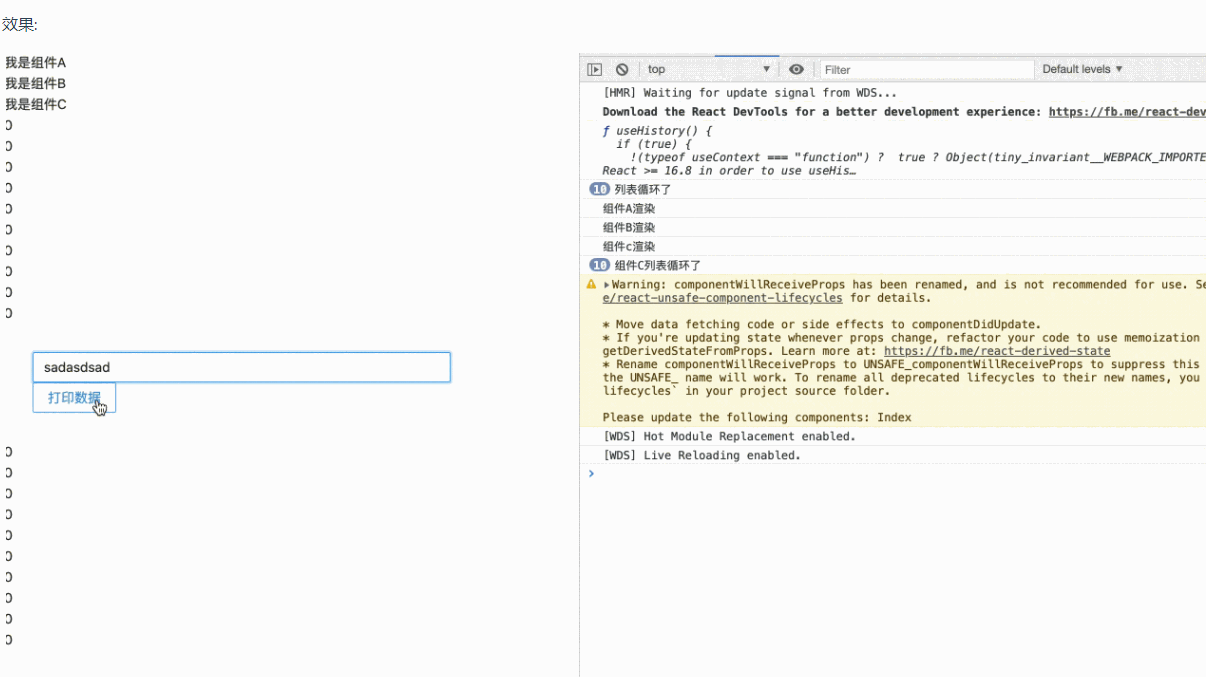 效果:
我是组件A
我是组件B
我是组件C
0
0
0
0
0
0
0
0
0
0
sadasdsad
打印数据
0
0
0
0
0
0
0
0
0
0
top ▼ Filter Default levels ▼
[HMR] Waiting for update signal from WDS...
Download the React DevTools for a better development experience: https://fb.me/react-dev
ƒ useHistory() {
if (true) {
!(typeof useContext === "function") ? true ? Object(tiny_invariant__WEBPACK_IMPORTE
React >= 16.8 in order to use useHis…
10 列表循环了
组件A渲染
组件B渲染
组件c渲染
10 组件C列表循环了
▸Warning: componentWillReceiveProps has been renamed, and is not recommended for use. Se
e/react-unsafe-component-lifecycles for details.
* Move data fetching code or side effects to componentDidUpdate.
* If you're updating state whenever props change, refactor your code to use memoization
getDerivedStateFromProps. Learn more at: https://fb.me/react-derived-state
* Rename componentWillReceiveProps to UNSAFE_componentWillReceiveProps to suppress this
the UNSAFE_ name will work. To rename all deprecated lifecycles to their new names, you
lifecycles` in your project source folder.
Please update the following components: Index
[WDS] Hot Module Replacement enabled.
[WDS] Live Reloading enabled.